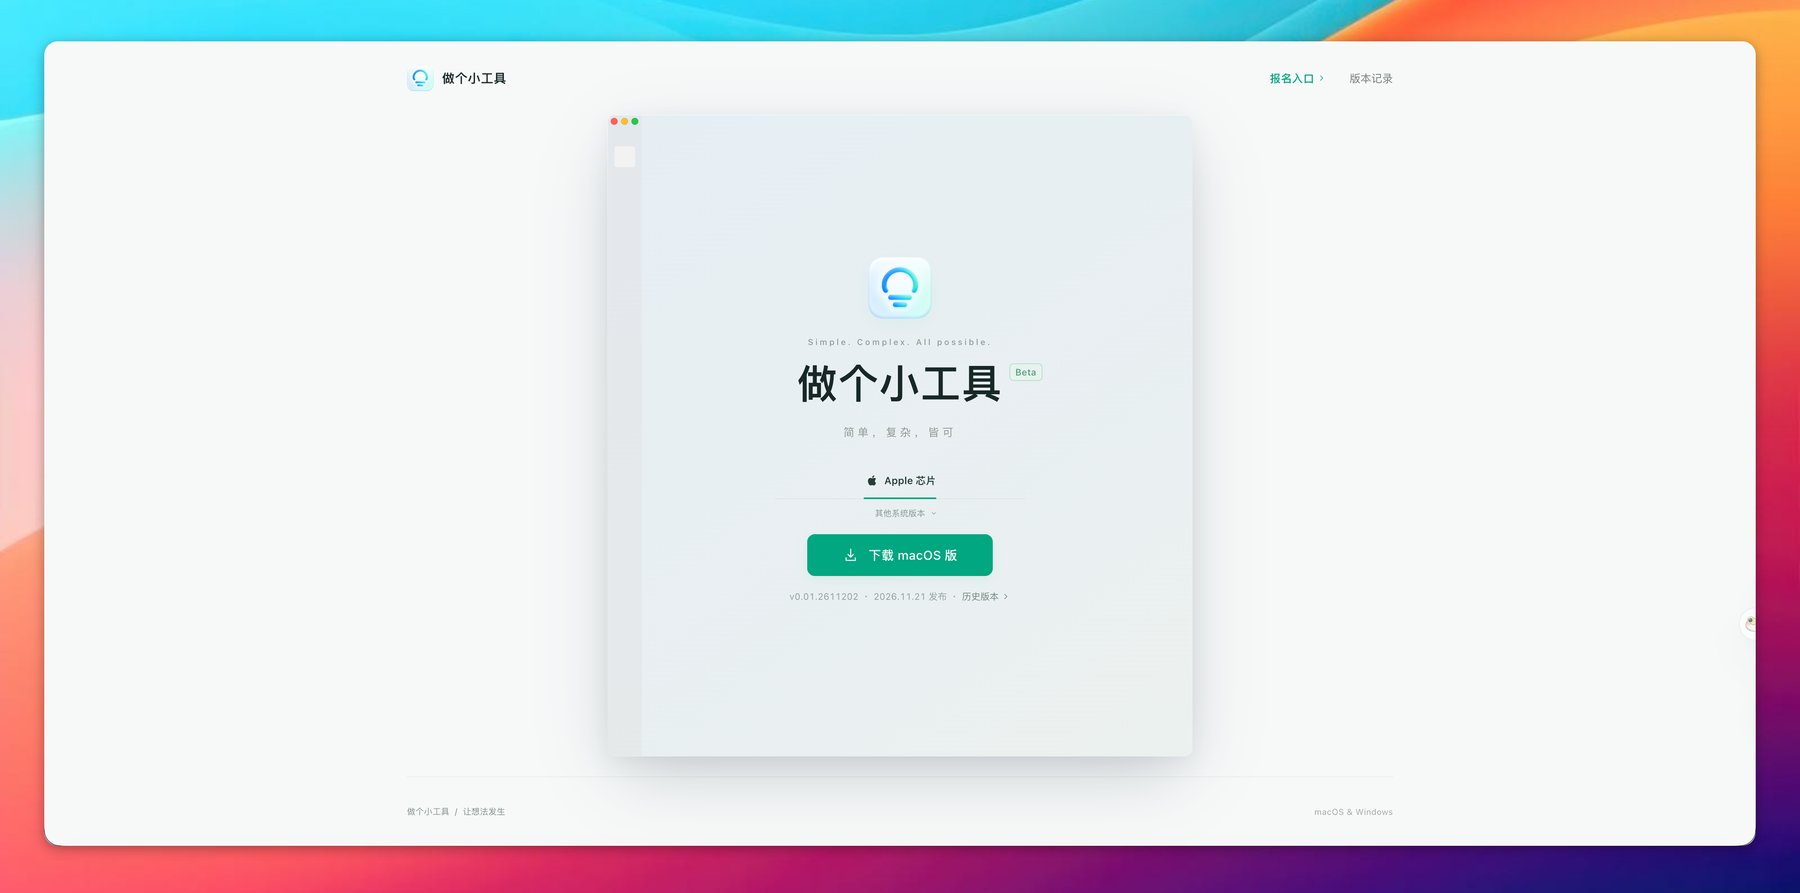 做个小工具
报名入口 ›
版本记录
Simple. Complex. All possible.
做个小工具 Beta
简单，复杂，皆可
Apple 芯片
其他系统版本
下载 macOS 版
v0.01.2611202 · 2026.11.21 发布 · 历史版本 ›
做个小工具 / 让想法发生
macOS & Windows